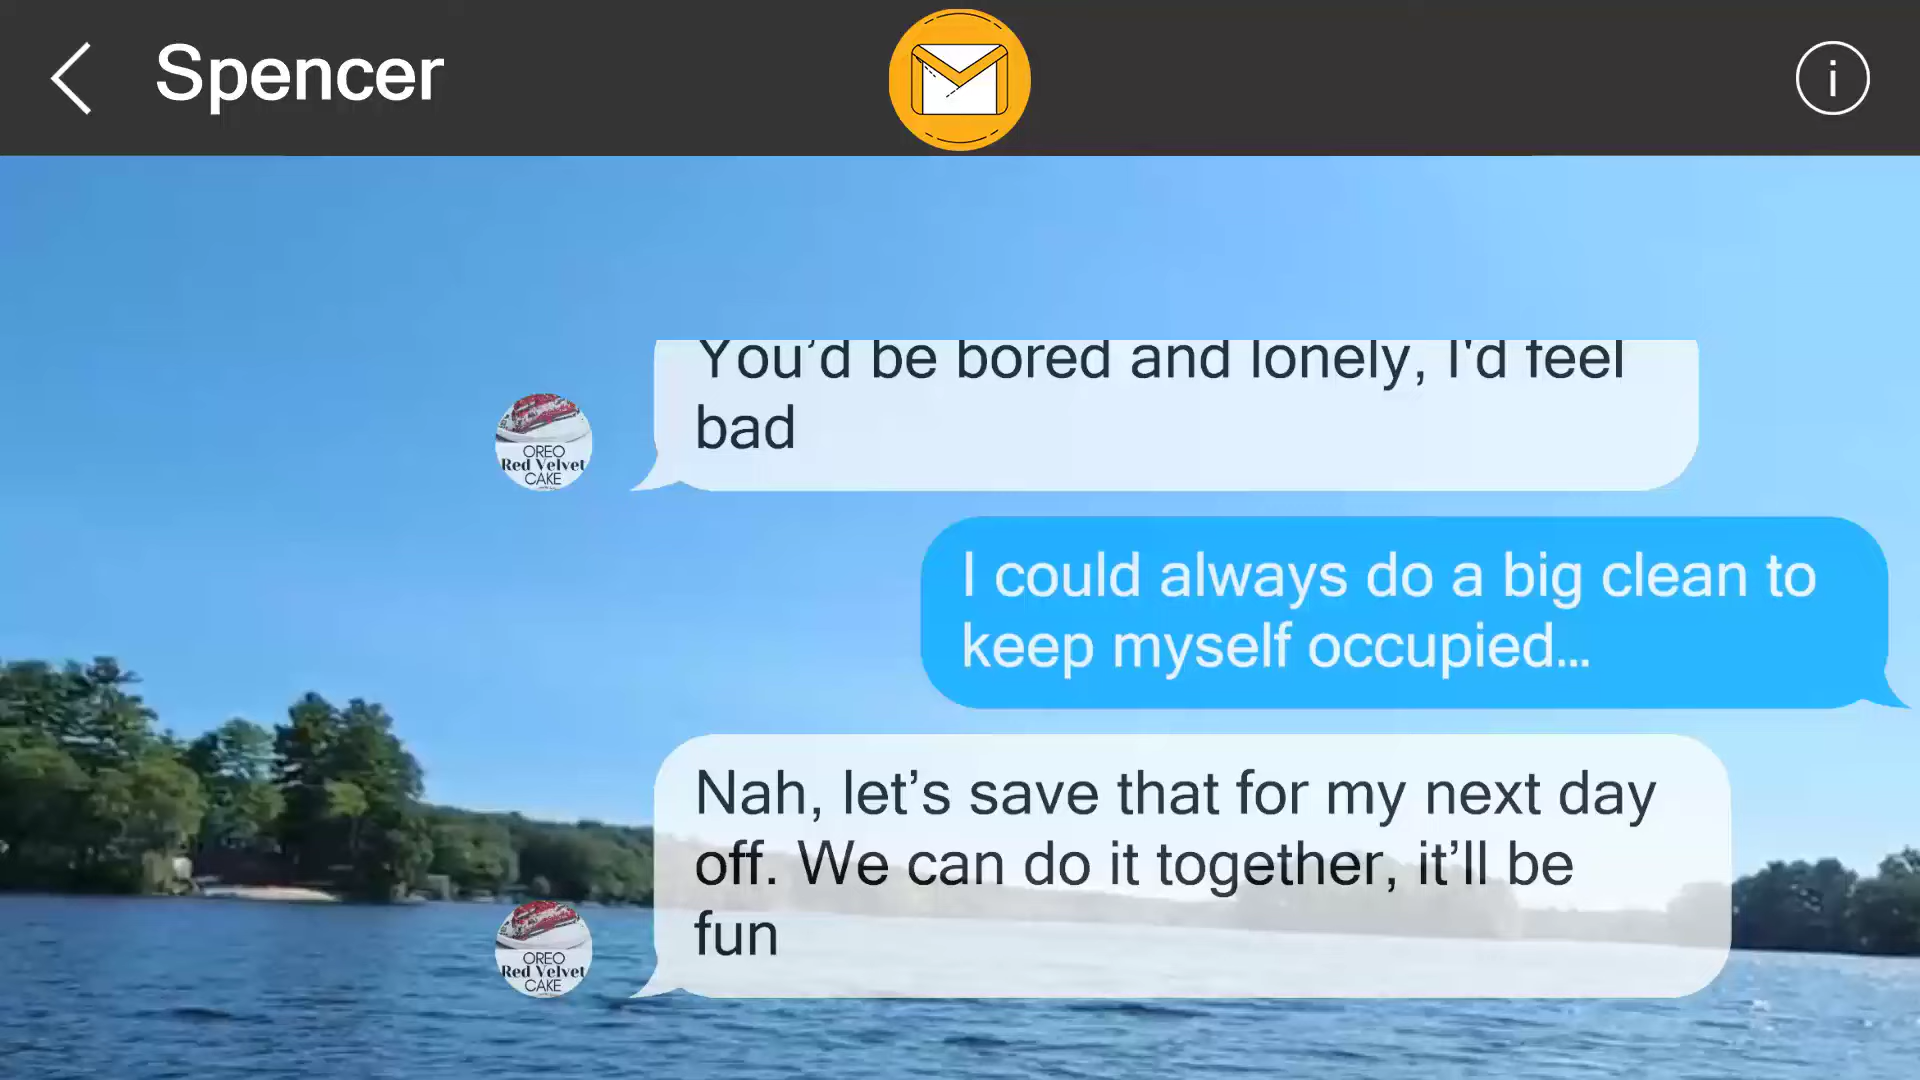 Spencer
i
You’d be bored and lonely, I'd feel
bad
OREO
Red Velvet
CAKE
I could always do a big clean to
keep myself occupied...
Nah, let’s save that for my next day
off. We can do it together, it’ll be
fun
OREO
Red Velvet
CAKE